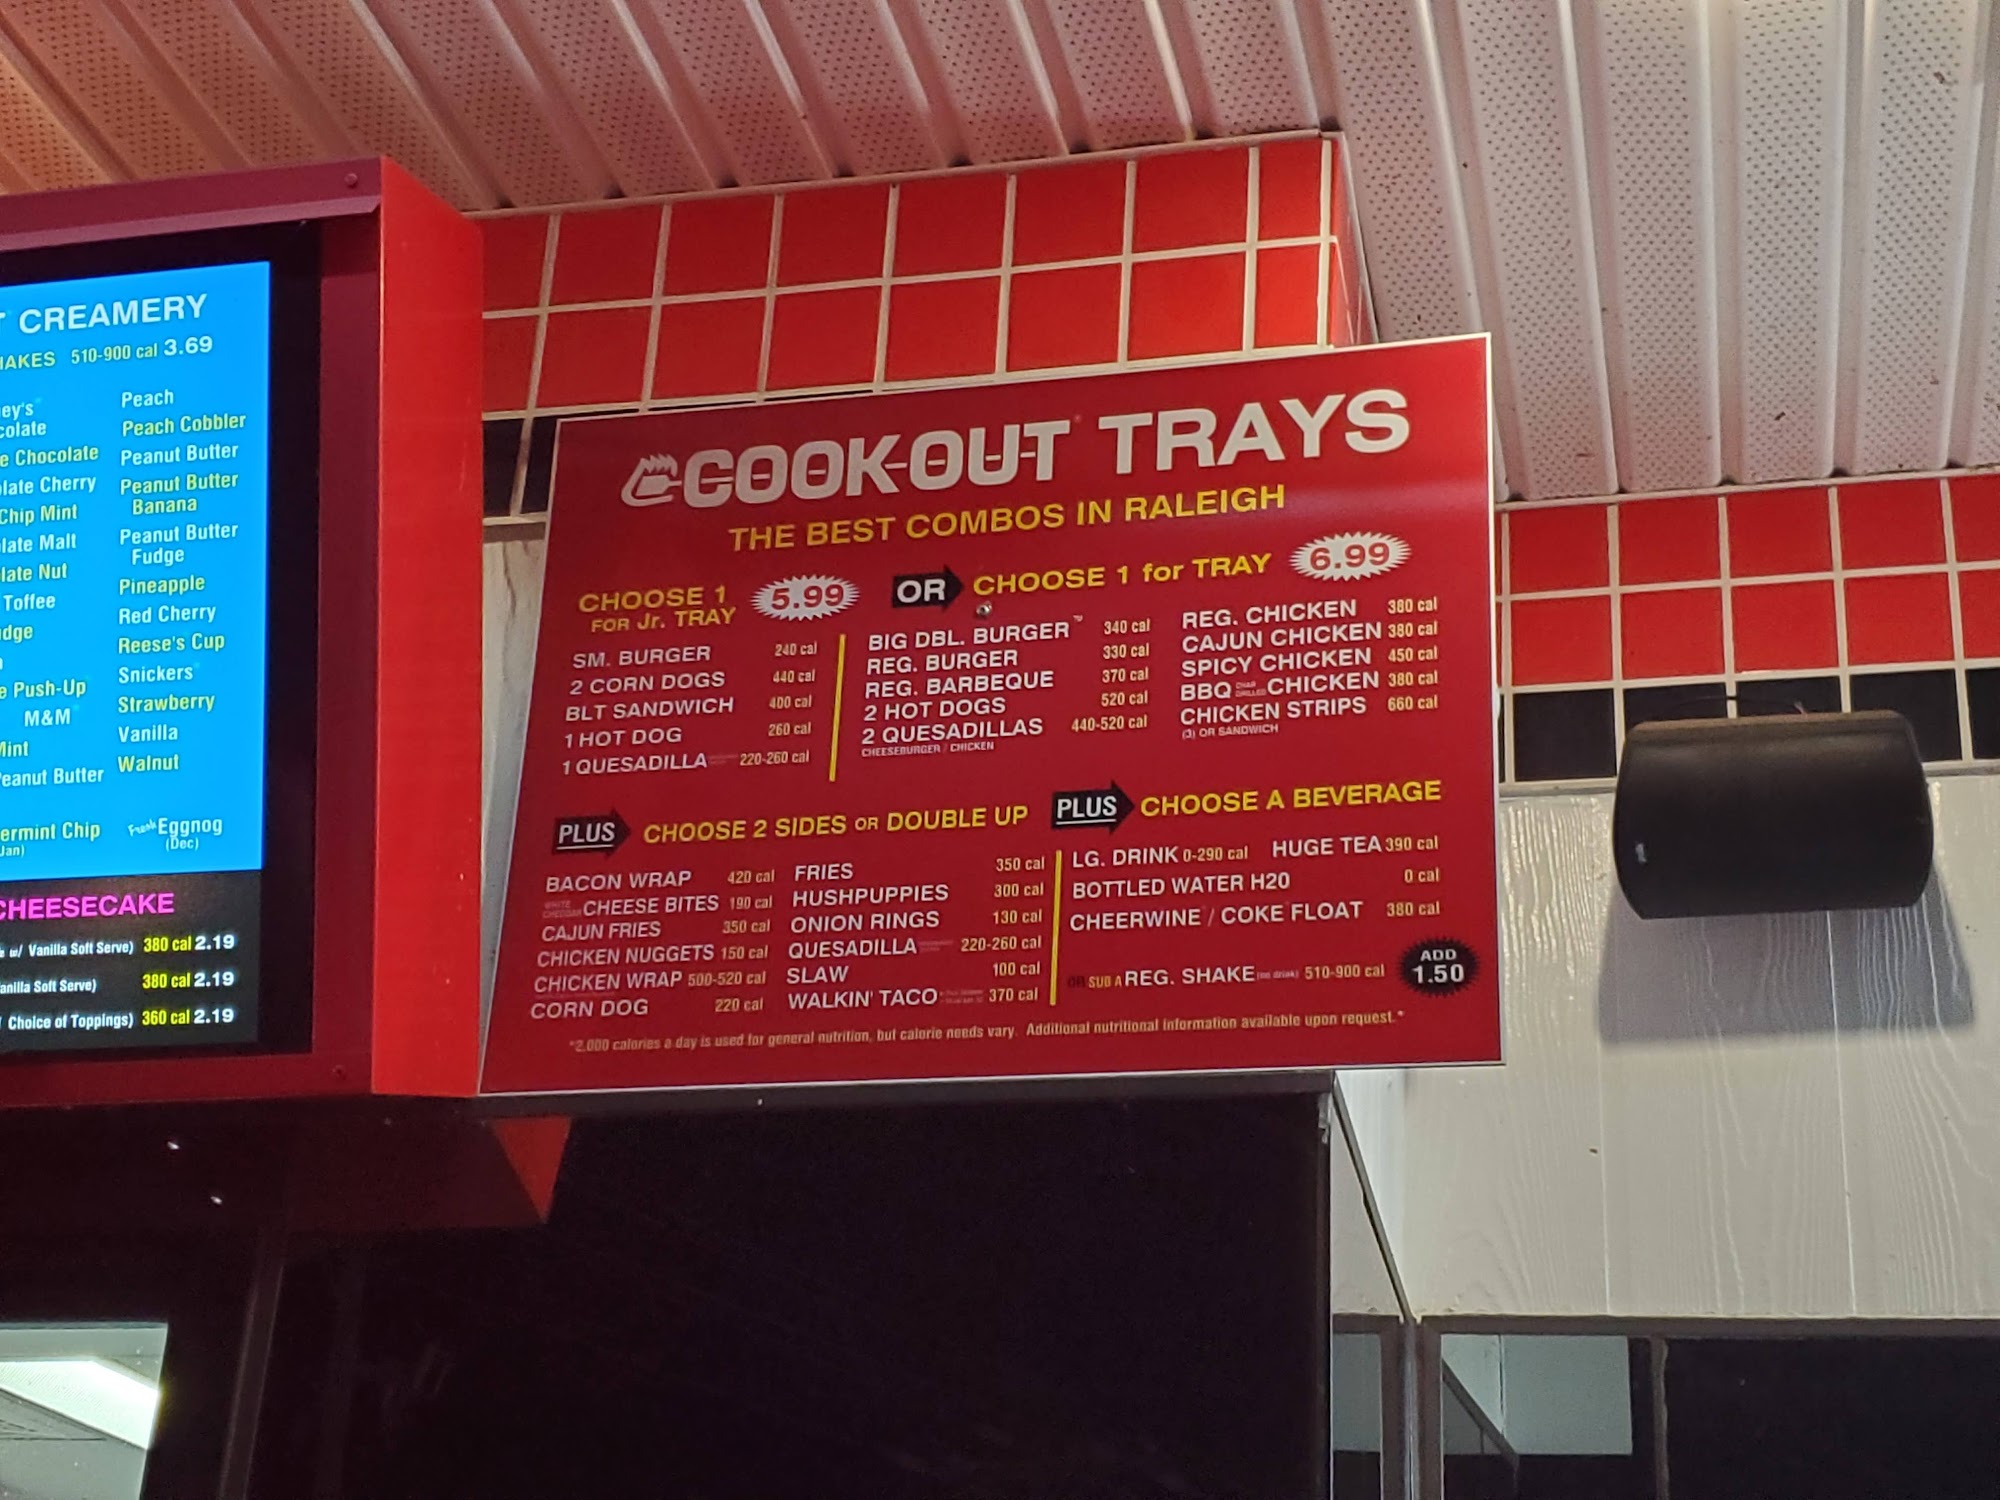 CREAMERY
510-900 cal 3.69
Peach
Peach Cobbler
Chocolate
Peanut Butter
Cherry
Peanut Butter
Banana
Chip Mint
Malt
Peanut Butter
Fudge
Nut
Pineapple
Toffee
Red Cherry
Reese's Cup
Snickers
Push-Up
Strawberry
M&M
Vanilla
Walnut
Peanut Butter
Chip
Fresh Eggnog
(Dec)
CHEESECAKE
w/ Vanilla Soft Serve) 380 cal 2.19
Soft Serve) 380 cal 2.19
Choice of Toppings) 360 cal 2.19
COOK-OUT TRAYS
THE BEST COMBOS IN RALEIGH
CHOOSE 1
FOR Jr. TRAY
5.99
SM. BURGER 240 cal
2 CORN DOGS 440 cal
BLT SANDWICH 400 cal
1 HOT DOG 260 cal
1 QUESADILLA 220-260 cal
OR CHOOSE 1 for TRAY 6.99
BIG DBL. BURGER™ 340 cal
REG. BURGER 330 cal
REG. BARBEQUE 370 cal
2 HOT DOGS 520 cal
2 QUESADILLAS 440-520 cal
CHEESEBURGER / CHICKEN
REG. CHICKEN 380 cal
CAJUN CHICKEN 380 cal
SPICY CHICKEN 450 cal
BBQ CHAR GRILLED CHICKEN 380 cal
CHICKEN STRIPS 660 cal
(3) OR SANDWICH
PLUS CHOOSE 2 SIDES OR DOUBLE UP
BACON WRAP 420 cal
WHITE CHEDDAR CHEESE BITES 190 cal
CAJUN FRIES 350 cal
CHICKEN NUGGETS 150 cal
CHICKEN WRAP 500-520 cal
CORN DOG 220 cal
FRIES 350 cal
HUSHPUPPIES 300 cal
ONION RINGS 130 cal
QUESADILLA 220-260 cal
SLAW 100 cal
WALKIN' TACO 370 cal
PLUS CHOOSE A BEVERAGE
LG. DRINK 0-290 cal HUGE TEA 390 cal
BOTTLED WATER H20 0 cal
CHEERWINE / COKE FLOAT 380 cal
OR SUB A REG. SHAKE 510-900 cal
ADD
1.50
*2,000 calories a day is used for general nutrition, but calorie needs vary. Additional nutritional information available upon request.*